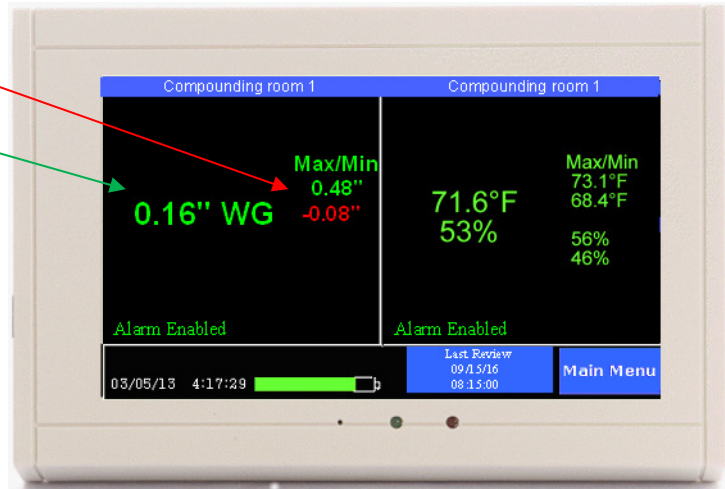 Compounding room 1
Max/Min
0.48"
0.16'' WG
-0.08''
Alarm Enabled
Compounding room 1
Max/Min
73.1°F
71.6°F
68.4°F
53%
56%
46%
Alarm Enabled
03/05/13 4:17:29
Last Review
09/15/16
08:15:00
Main Menu